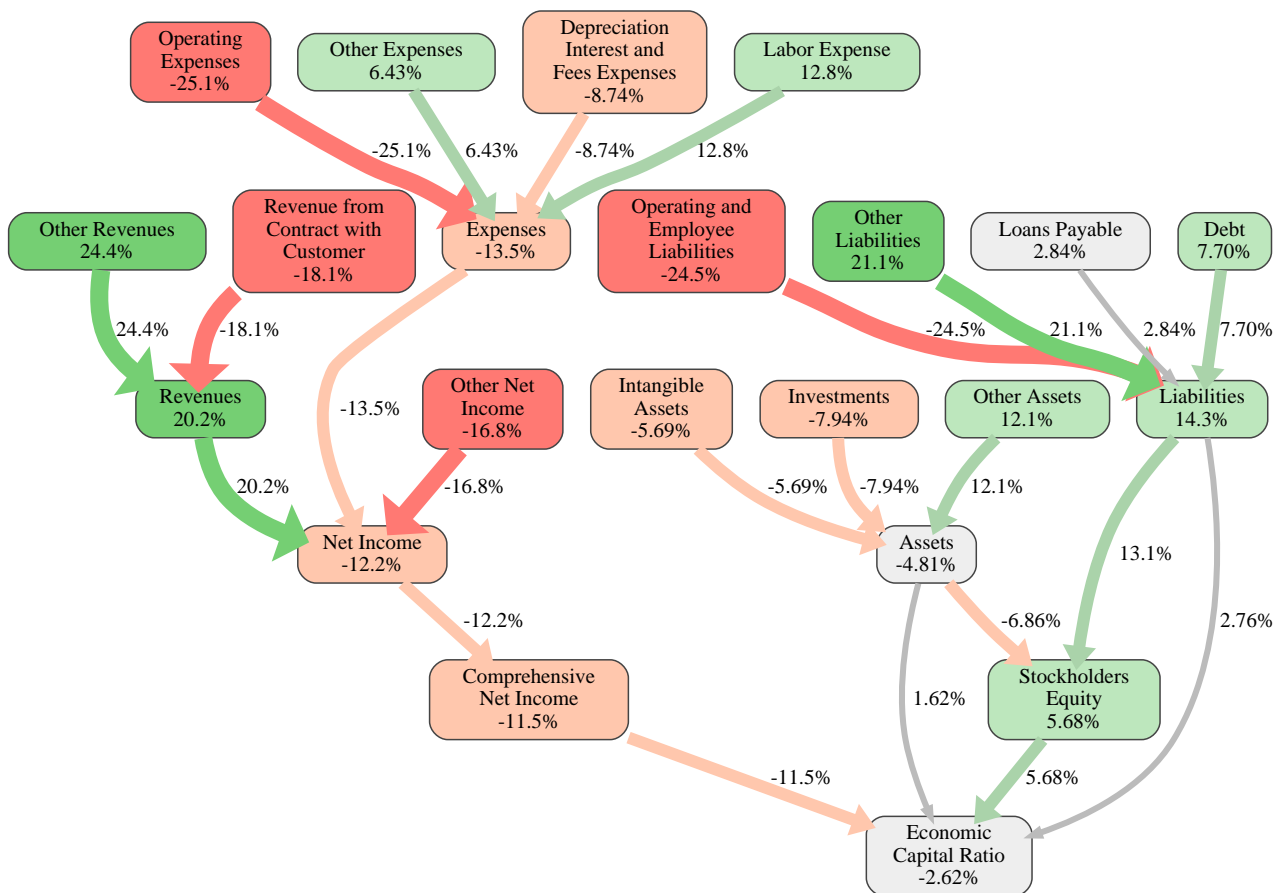 Operating
Expenses
-25.1%
Other Expenses
6.43%
Depreciation
Interest and
Fees Expenses
-8.74%
Labor Expense
12.8%
-25.1%
6.43%
-8.74%
12.8%
Other Revenues
24.4%
Revenue from
Contract with
Customer
-18.1%
Expenses
-13.5%
Operating and
Employee
Liabilities
-24.5%
Other
Liabilities
21.1%
Loans Payable
2.84%
Debt
7.70%
24.4%
-18.1%
-24.5%
21.1%
2.84%
7.70%
Revenues
20.2%
-13.5%
Other Net
Income
-16.8%
Intangible
Assets
-5.69%
Investments
-7.94%
Other Assets
12.1%
Liabilities
14.3%
20.2%
-16.8%
-5.69%
-7.94%
12.1%
Net Income
-12.2%
Assets
-4.81%
13.1%
-12.2%
-6.86%
2.76%
Comprehensive
Net Income
-11.5%
1.62%
Stockholders
Equity
5.68%
-11.5%
5.68%
Economic
Capital Ratio
-2.62%